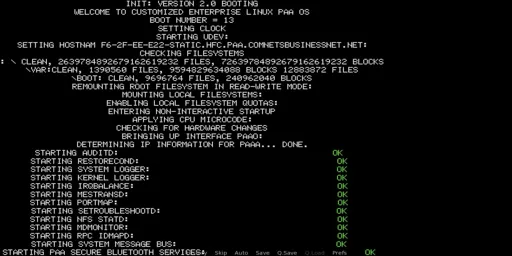 INIT: VERSION 2.0 BOOTING
WELCOME TO CUSTOMIZED ENTERPRISE LINUX PAA OS
BOOT NUMBER = 13
SETTING CLOCK
STARTING UDEV:
SETTING HOSTNAM F6-2F-EE-E22-STATIC.HFC.PAA.COMNETSBUSINESSNET.NET:
CHECKING FILESYSTEMS
: \ CLEAN, 2639784892679162619232 FILES, 72639784892679162619232 BLOCKS
\VAR:CLEAN, 1390560 FILES, 9594829634088 BLOCKS 12883872 FILES
\BOOT: CLEAN, 9696764 FILES, 240962040 BLOCKS
REMOUNTING ROOT FILESYSTEM IN READ-WRITE MODE:
MOUNTING LOCAL FILESYSTEMS:
ENABLING LOCAL FILESYSTEM QUOTAS:
ENTERING NON-INTERACTIVE STARTUP
APPLYING CPU MICROCODE:
CHECKING FOR HARDWARE CHANGES
BRINGING UP INTERFACE PAAO:
DETERMINING IP INFORMATION FOR PAAA... DONE.
STARTING AUDITD: OK
STARTING RESTORECOND: OK
STARTING SYSTEM LOGGER: OK
STARTING KERNEL LOGGER: OK
STARTING IRQBALANCE: OK
STARTING MESTRANSD: OK
STARTING PORTMAP: OK
STARTING SETROUBLESHOOTD: OK
STARTING NFS STATD: OK
STARTING MDMONITOR: OK
STARTING RPC IDMAPD: OK
STARTING SYSTEM MESSAGE BUS: OK
STARTING PAA SECURE BLUETOOTH SERVICES: OK
Skip Auto Save Q.Save Q.Load Prefs